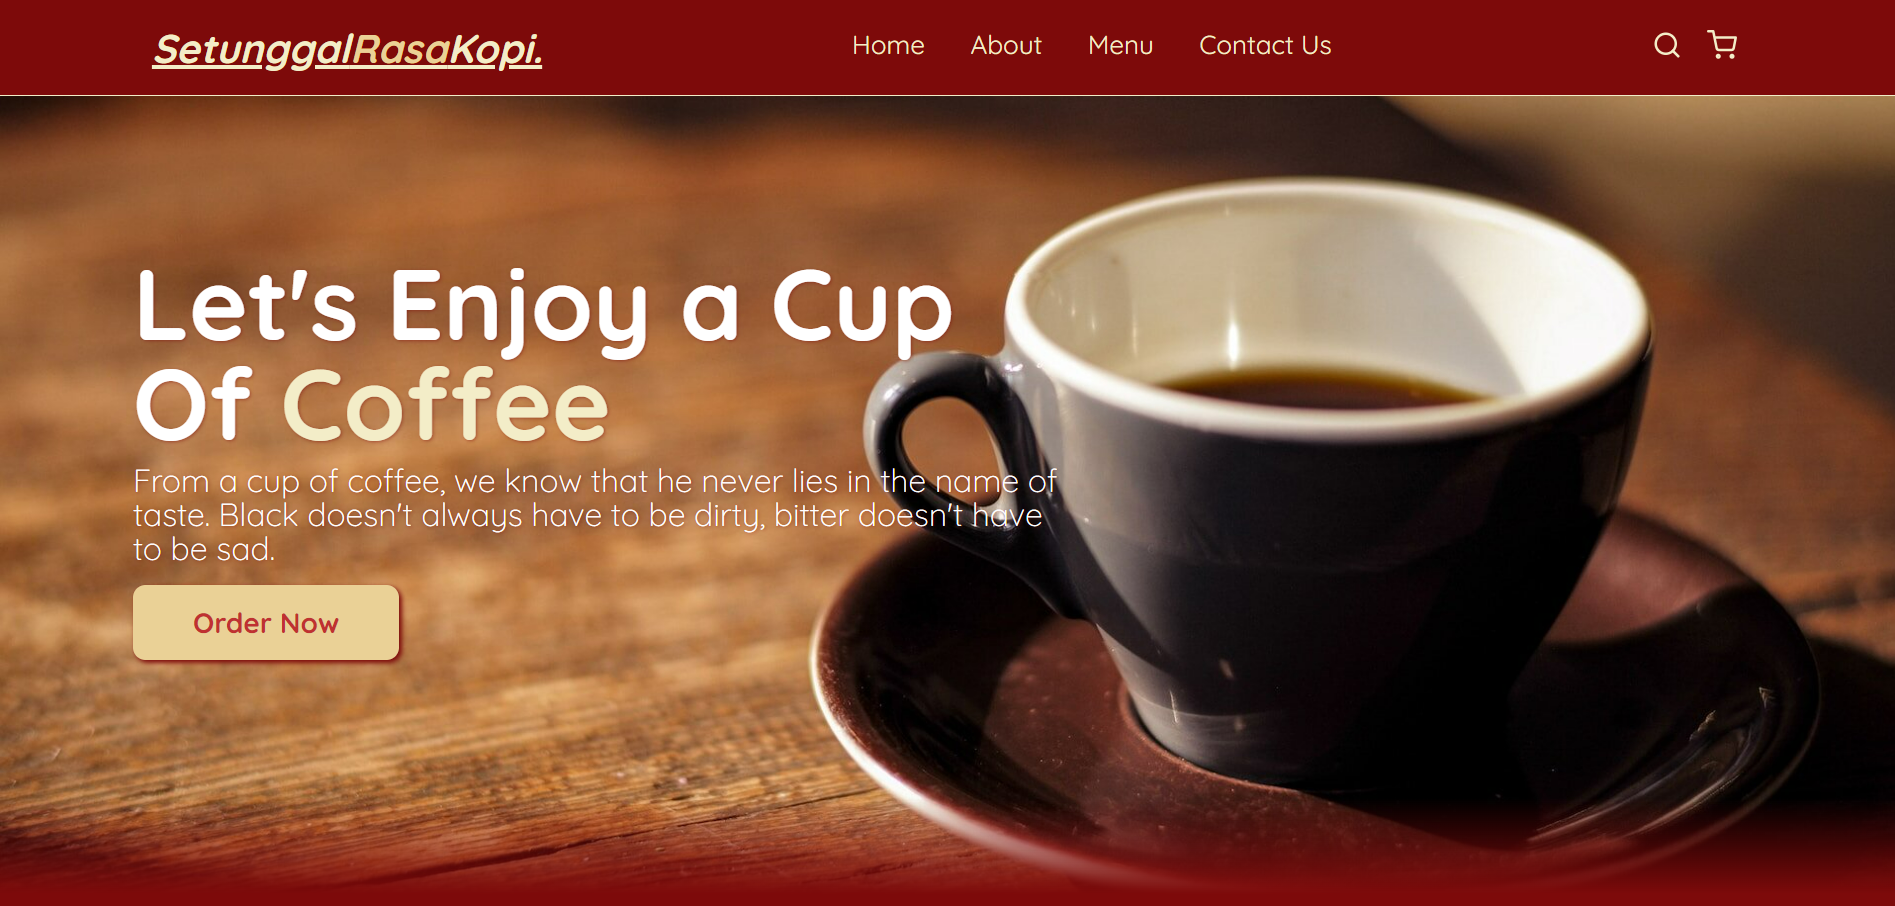 SetunggalRasaKopi.
Home About Menu Contact Us
Let's Enjoy a Cup
Of Coffee
From a cup of coffee, we know that he never lies in the name of
taste. Black doesn't always have to be dirty, bitter doesn't have
to be sad.
Order Now